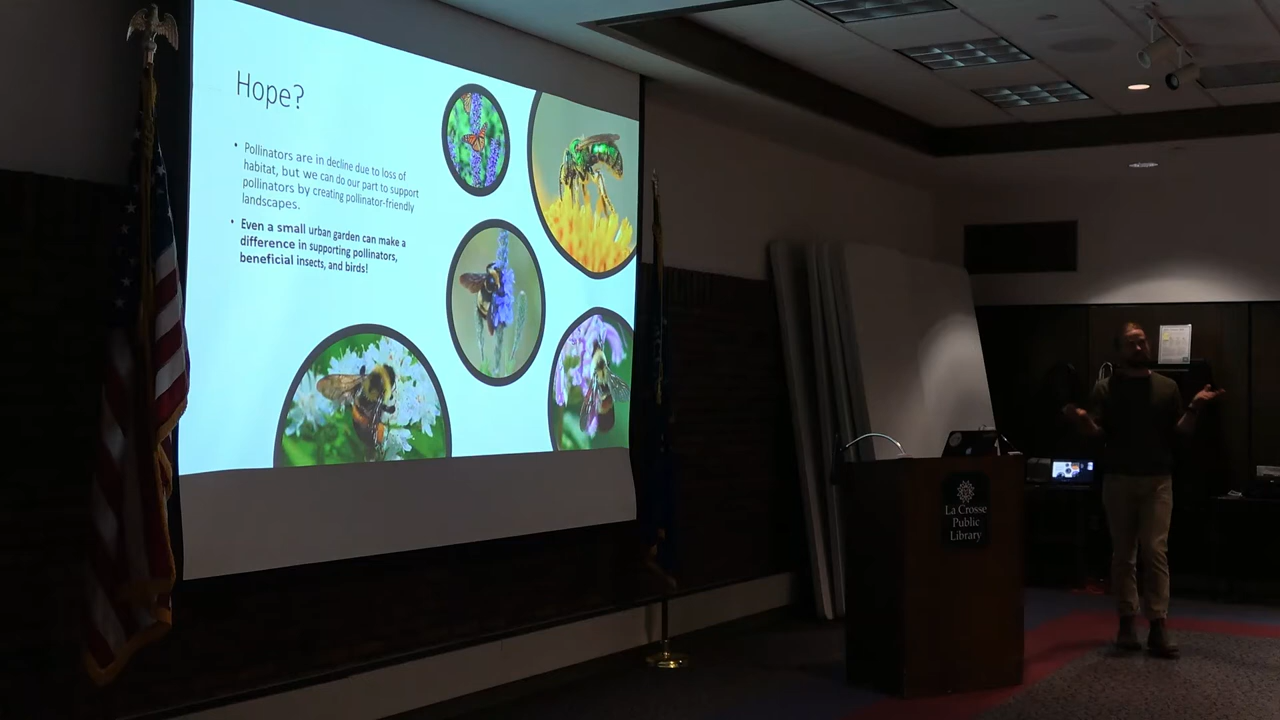 Hope?
• Pollinators are in decline due to loss of
habitat, but we can do our part to support
pollinators by creating pollinator-friendly
landscapes.
• Even a small urban garden can make a
difference in supporting pollinators,
beneficial insects, and birds!
La Crosse
Public
Library